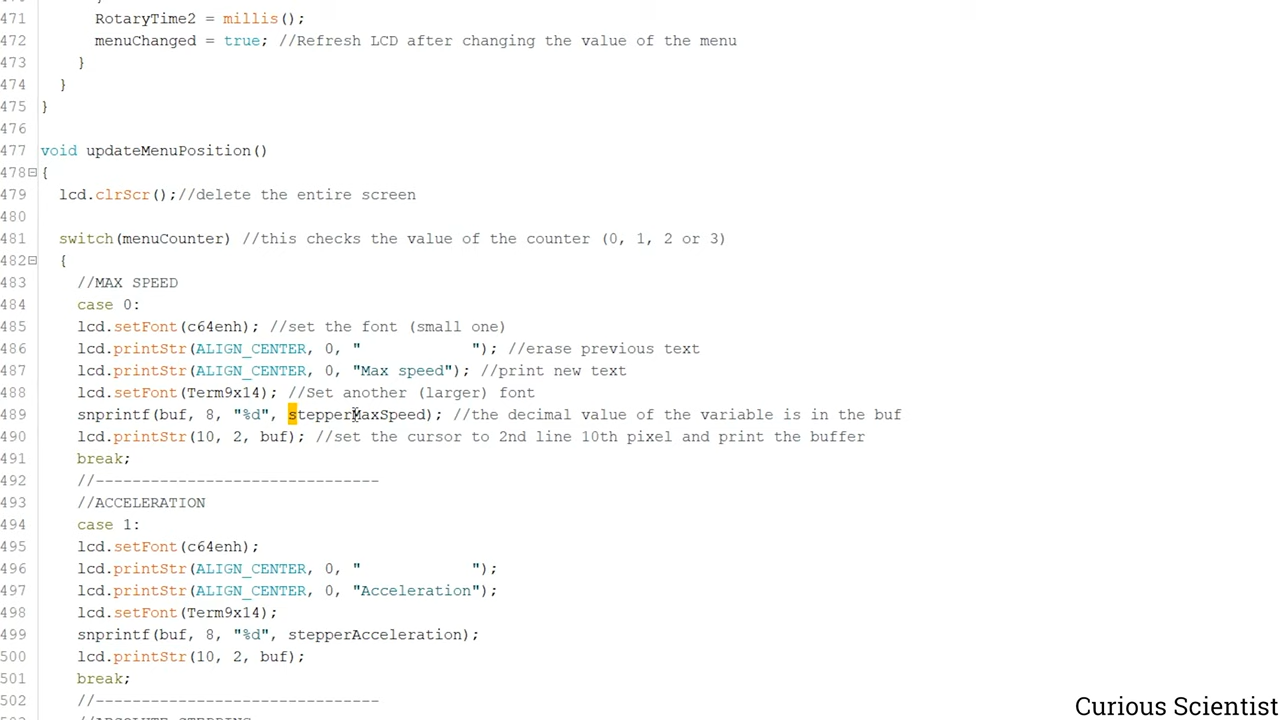 471 RotaryTime2 = millis();
472 menuChanged = true; //Refresh LCD after changing the value of the menu
473 }
474 }
475 }
476
477 void updateMenuPosition()
478 {
479 lcd.clrScr();//delete the entire screen
480
481 switch(menuCounter) //this checks the value of the counter (0, 1, 2 or 3)
482 {
483 //MAX SPEED
484 case 0:
485 lcd.setFont(c64enh); //set the font (small one)
486 lcd.printStr(ALIGN_CENTER, 0, "            "); //erase previous text
487 lcd.printStr(ALIGN_CENTER, 0, "Max speed"); //print new text
488 lcd.setFont(Term9x14); //Set another (larger) font
489 snprintf(buf, 8, "%d", stepperMaxSpeed); //the decimal value of the variable is in the buf
490 lcd.printStr(10, 2, buf); //set the cursor to 2nd line 10th pixel and print the buffer
491 break;
492 //-------------------------------
493 //ACCELERATION
494 case 1:
495 lcd.setFont(c64enh);
496 lcd.printStr(ALIGN_CENTER, 0, "            ");
497 lcd.printStr(ALIGN_CENTER, 0, "Acceleration");
498 lcd.setFont(Term9x14);
499 snprintf(buf, 8, "%d", stepperAcceleration);
500 lcd.printStr(10, 2, buf);
501 break;
502 //-------------------------------
Curious Scientist